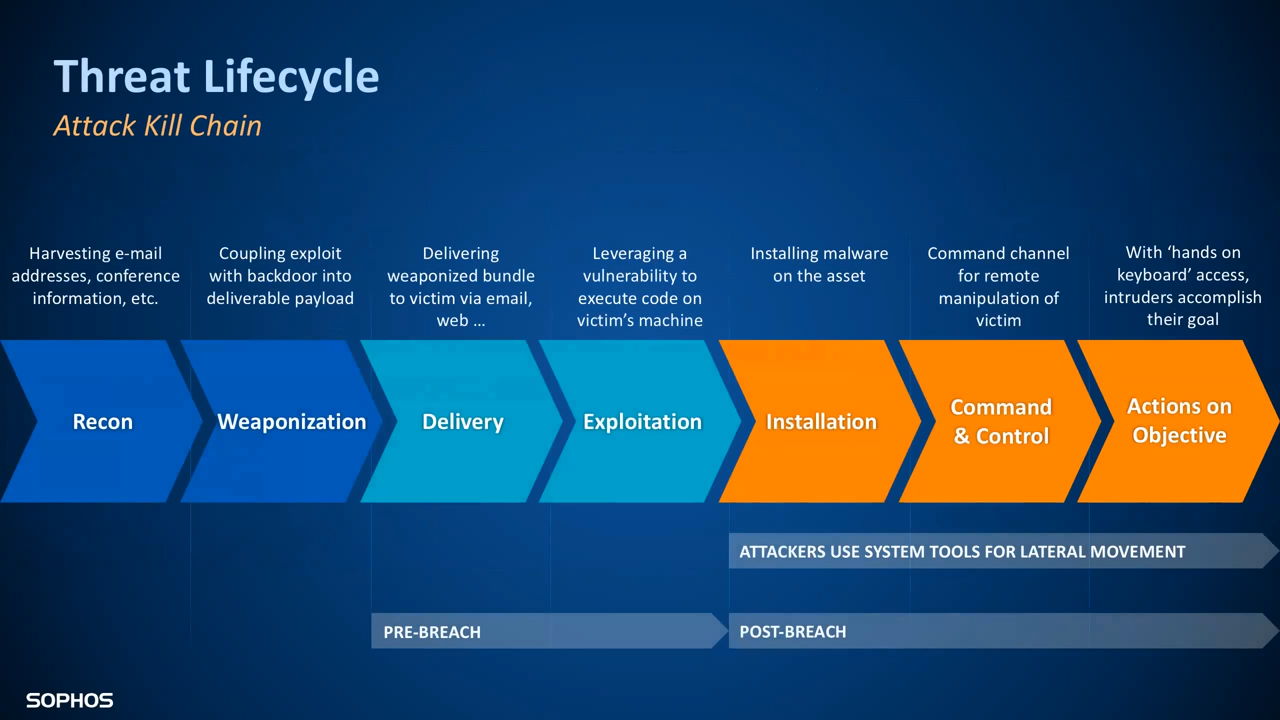 Threat Lifecycle
Attack Kill Chain
Harvesting e-mail
addresses, conference
information, etc.
Coupling exploit
with backdoor into
deliverable payload
Delivering
weaponized bundle
to victim via email,
web ...
Leveraging a
vulnerability to
execute code on
victim’s machine
Installing malware
on the asset
Command channel
for remote
manipulation of
victim
With ‘hands on
keyboard’ access,
intruders accomplish
their goal
Recon
Weaponization
Delivery
Exploitation
Installation
Command
& Control
Actions on
Objective
ATTACKERS USE SYSTEM TOOLS FOR LATERAL MOVEMENT
PRE-BREACH
POST-BREACH
SOPHOS